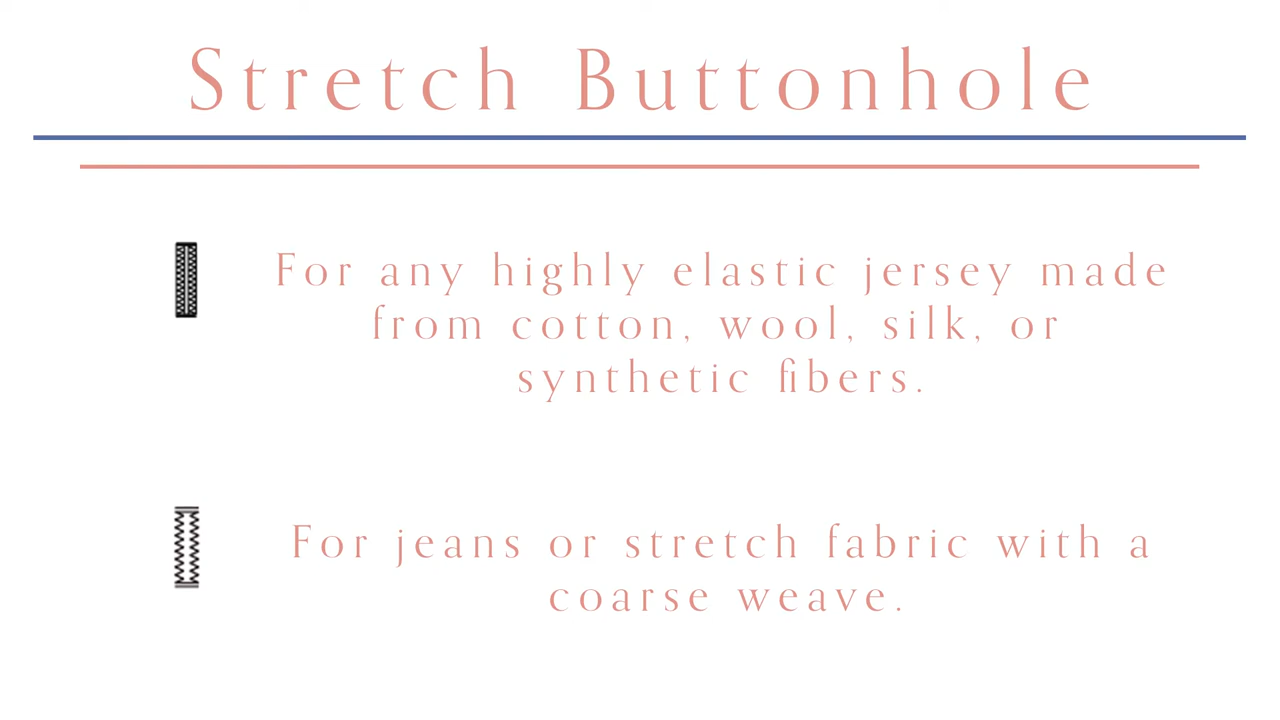 Stretch Buttonhole
For any highly elastic jersey made
from cotton, wool, silk, or
synthetic fibers.
For jeans or stretch fabric with a
coarse weave.